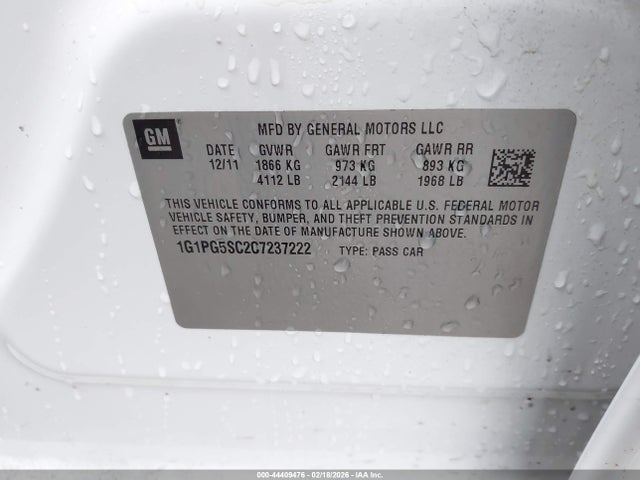 GM
MFD BY GENERAL MOTORS LLC
DATE GVWR GAWR FRT GAWR RR
12/11 1866 KG 973 KG 893 KG
4112 LB 2144 LB 1968 LB
THIS VEHICLE CONFORMS TO ALL APPLICABLE U.S. FEDERAL MOTOR
VEHICLE SAFETY, BUMPER, AND THEFT PREVENTION STANDARDS IN
EFFECT ON THE DATE OF MANUFACTURE SHOWN ABOVE.
1G1PG5SC2C7237222 TYPE: PASS CAR
000-44409476 - 02/18/2026 - IAAI.COM